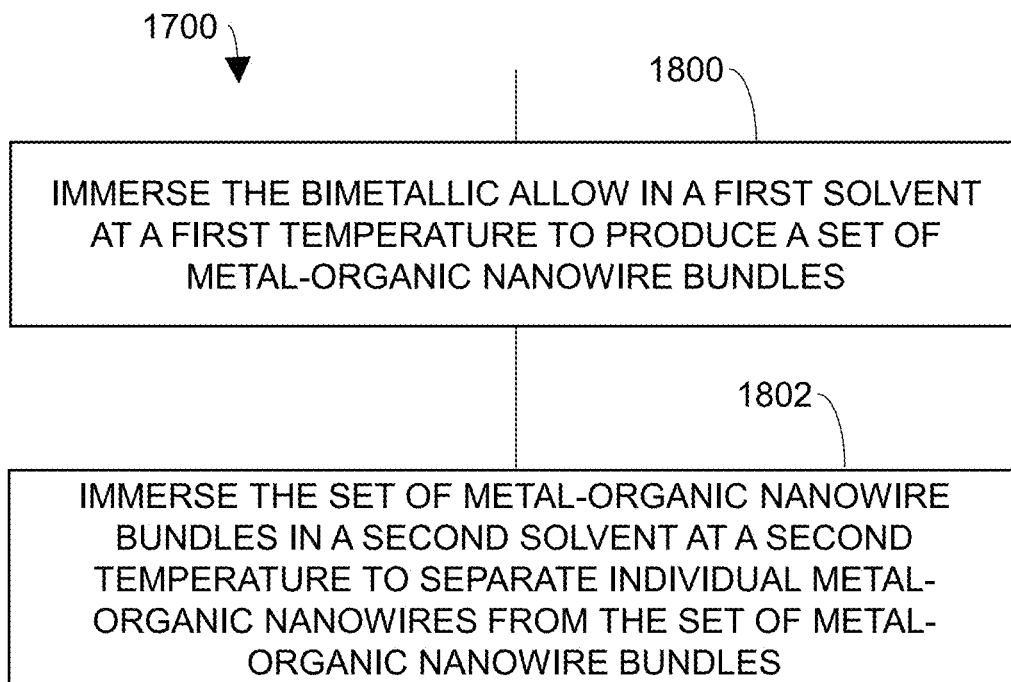 1700
1800
IMMERSE THE BIMETALLIC ALLOW IN A FIRST SOLVENT
AT A FIRST TEMPERATURE TO PRODUCE A SET OF
METAL-ORGANIC NANOWIRE BUNDLES
1802
IMMERSE THE SET OF METAL-ORGANIC NANOWIRE
BUNDLES IN A SECOND SOLVENT AT A SECOND
TEMPERATURE TO SEPARATE INDIVIDUAL METAL-
ORGANIC NANOWIRES FROM THE SET OF METAL-
ORGANIC NANOWIRE BUNDLES